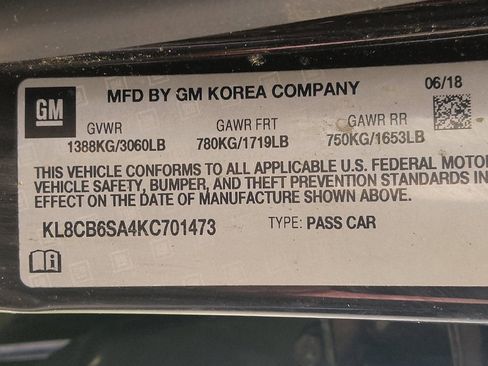 GM
MFD BY GM KOREA COMPANY
06/18
GVWR GAWR FRT GAWR RR
1388KG/3060LB 780KG/1719LB 750KG/1653LB
THIS VEHICLE CONFORMS TO ALL APPLICABLE U.S. FEDERAL MOTOR
VEHICLE SAFETY, BUMPER, AND THEFT PREVENTION STANDARDS IN
EFFECT ON THE DATE OF MANUFACTURE SHOWN ABOVE.
KL8CB6SA4KC701473 TYPE: PASS CAR